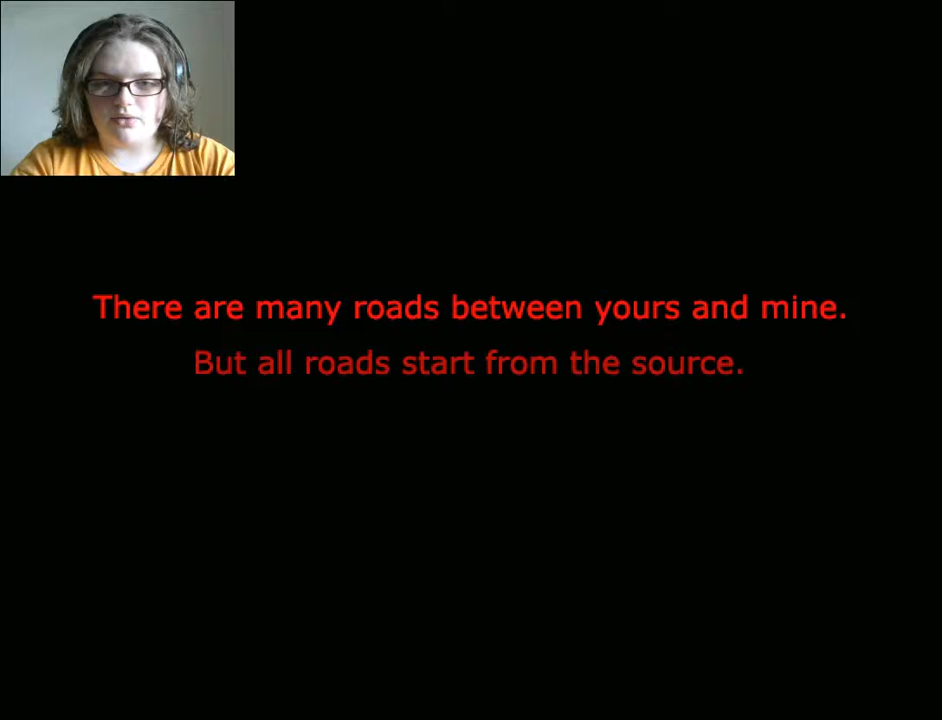 There are many roads between yours and mine.
But all roads start from the source.